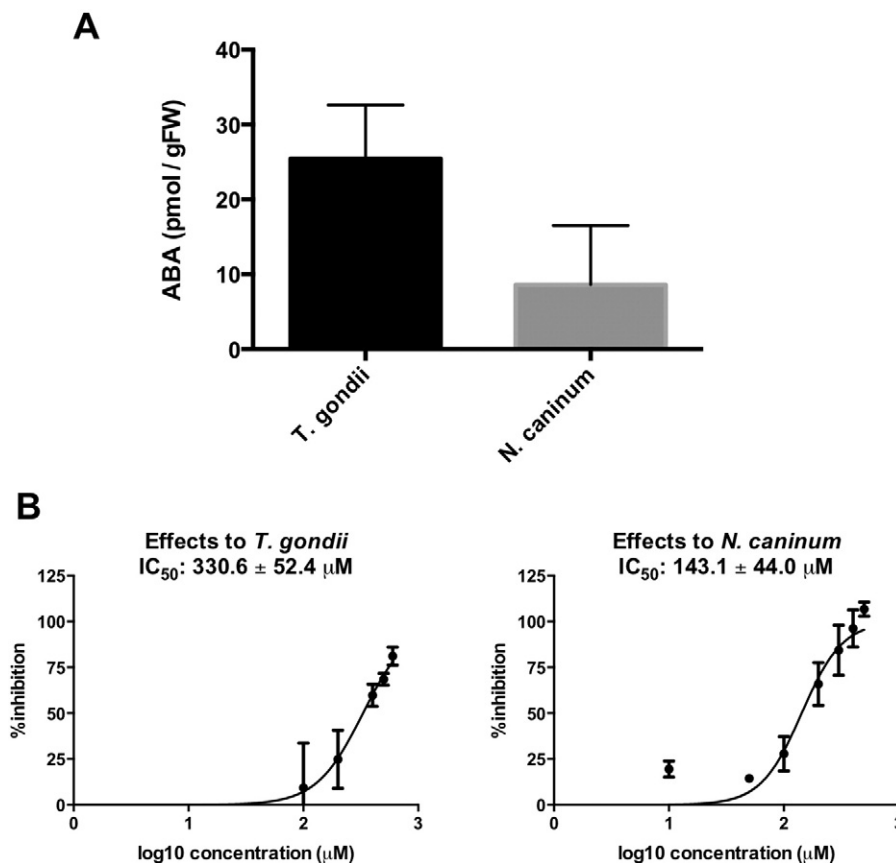 A
ABA (pmol / gFW)
40
30
20
10
0
T. gondii
N. caninum
B
Effects to T. gondii
IC50: 330.6 ± 52.4 μM
%inhibition
125
100
75
50
25
0
0 1 2 3
log10 concentration (μM)
Effects to N. caninum
IC50: 143.1 ± 44.0 μM
%inhibition
125
100
75
50
25
0
0 1 2 3
log10 concentration (μM)